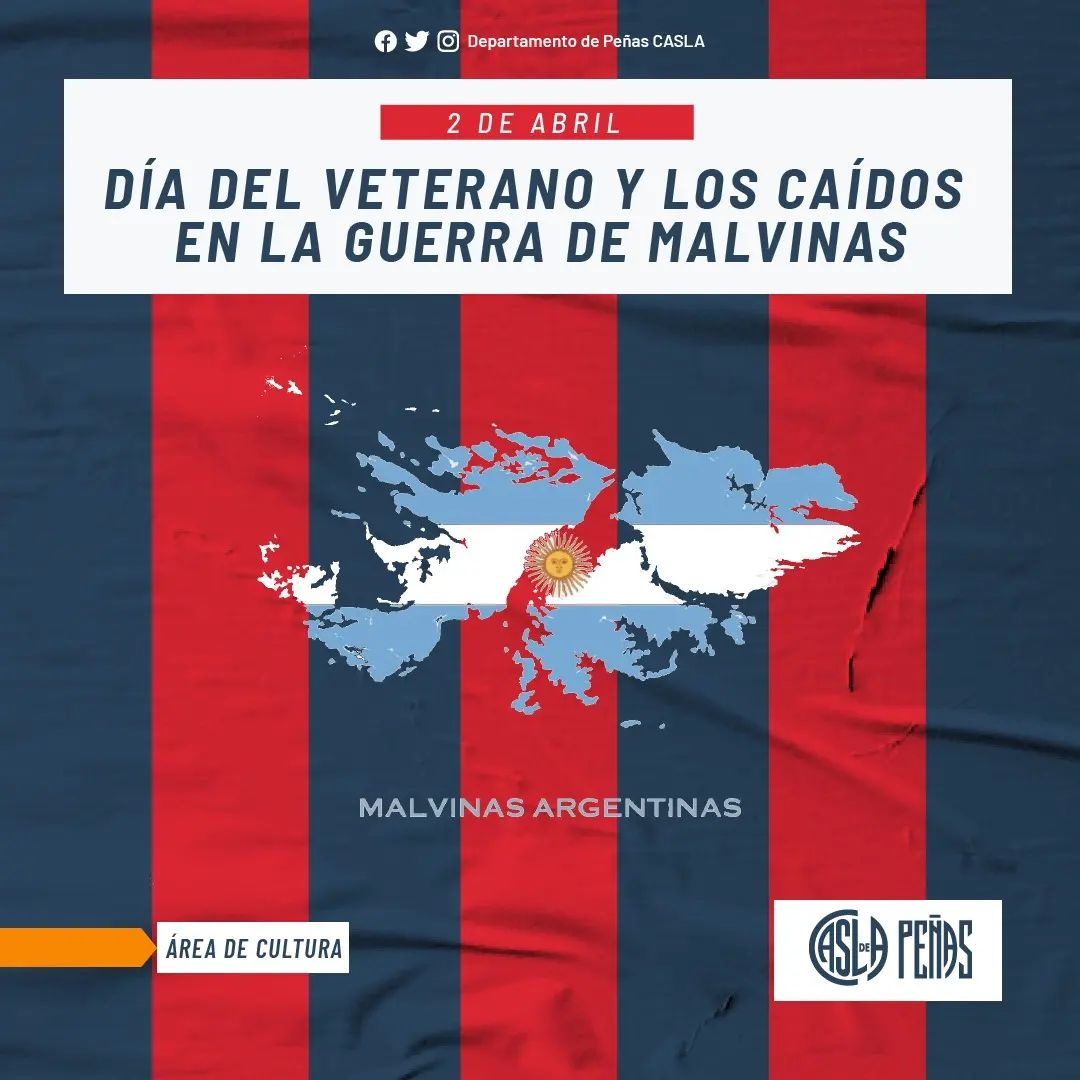 Departamento de Peñas CASLA
2 DE ABRIL
DÍA DEL VETERANO Y LOS CAÍDOS
EN LA GUERRA DE MALVINAS
MALVINAS ARGENTINAS
ÁREA DE CULTURA
CASLA DE PEÑAS